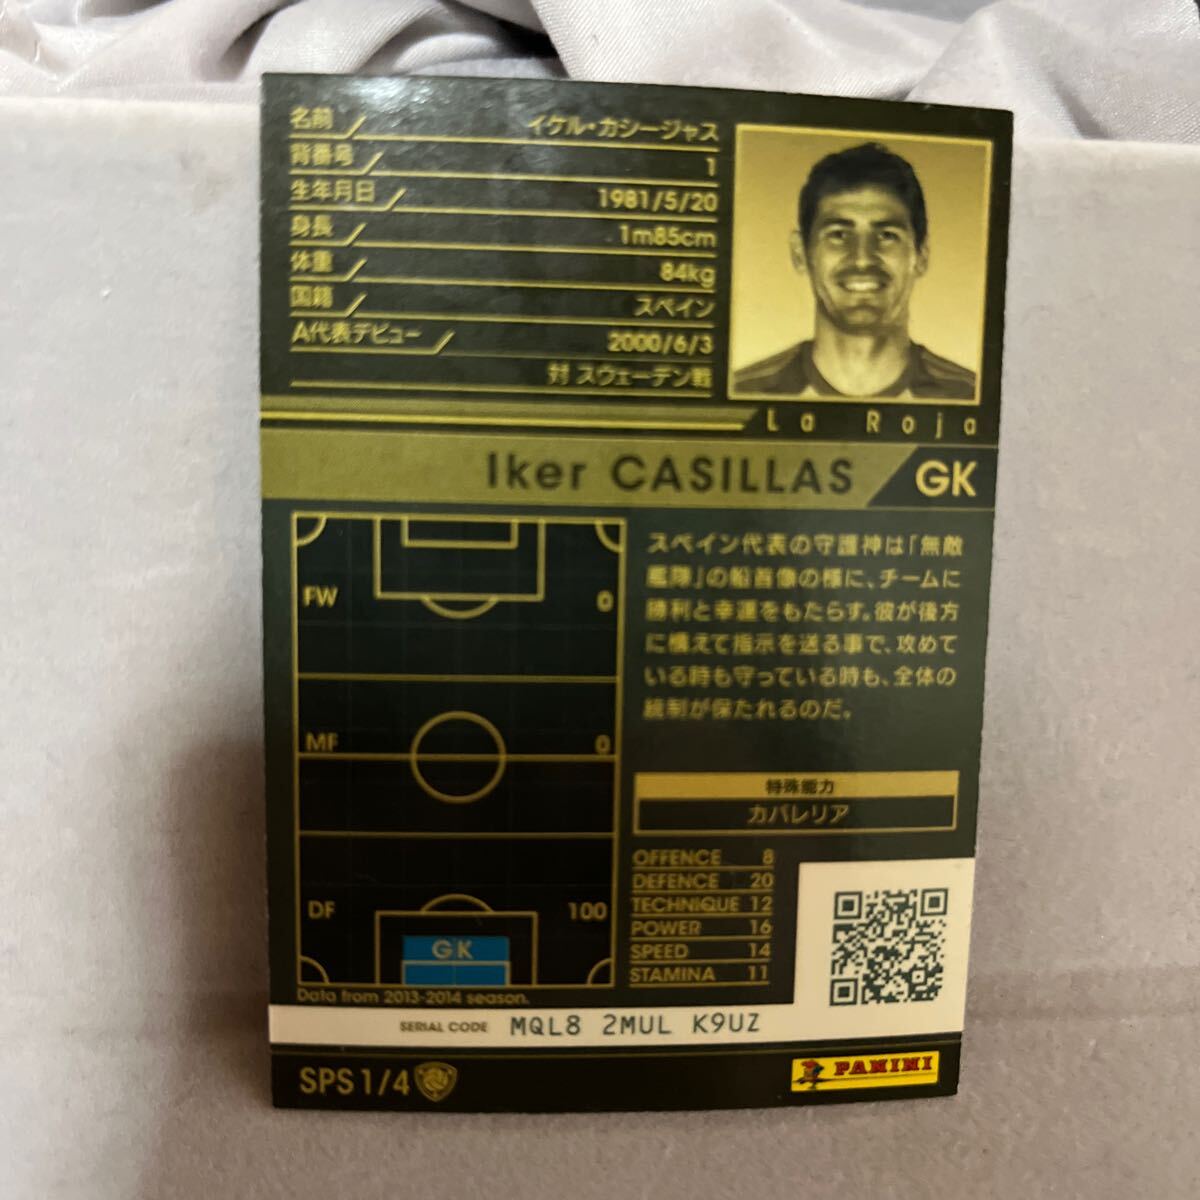 名前 イケル・カシージャス
背番号 1
生年月日 1981/5/20
身長 1m85cm
体重 84kg
国籍 スペイン
A代表デビュー 2000/6/3
対 スウェーデン戦
La Roja
Iker CASILLAS GK
スペイン代表の守護神は「無敵
艦隊」の船首像の様に、チームに
勝利と幸運をもたらす。彼が後方
に構えて指示を送る事で、攻めて
いる時も守っている時も、全体の
統制が保たれるのだ。
FW 0
MF 0
DF 100
GK
Data from 2013-2014 season.
特殊能力
カバレリア
OFFENCE 8
DEFENCE 20
TECHNIQUE 12
POWER 16
SPEED 14
STAMINA 11
SERIAL CODE MQL8 2MUL K9UZ
SPS 1/4
PANINI